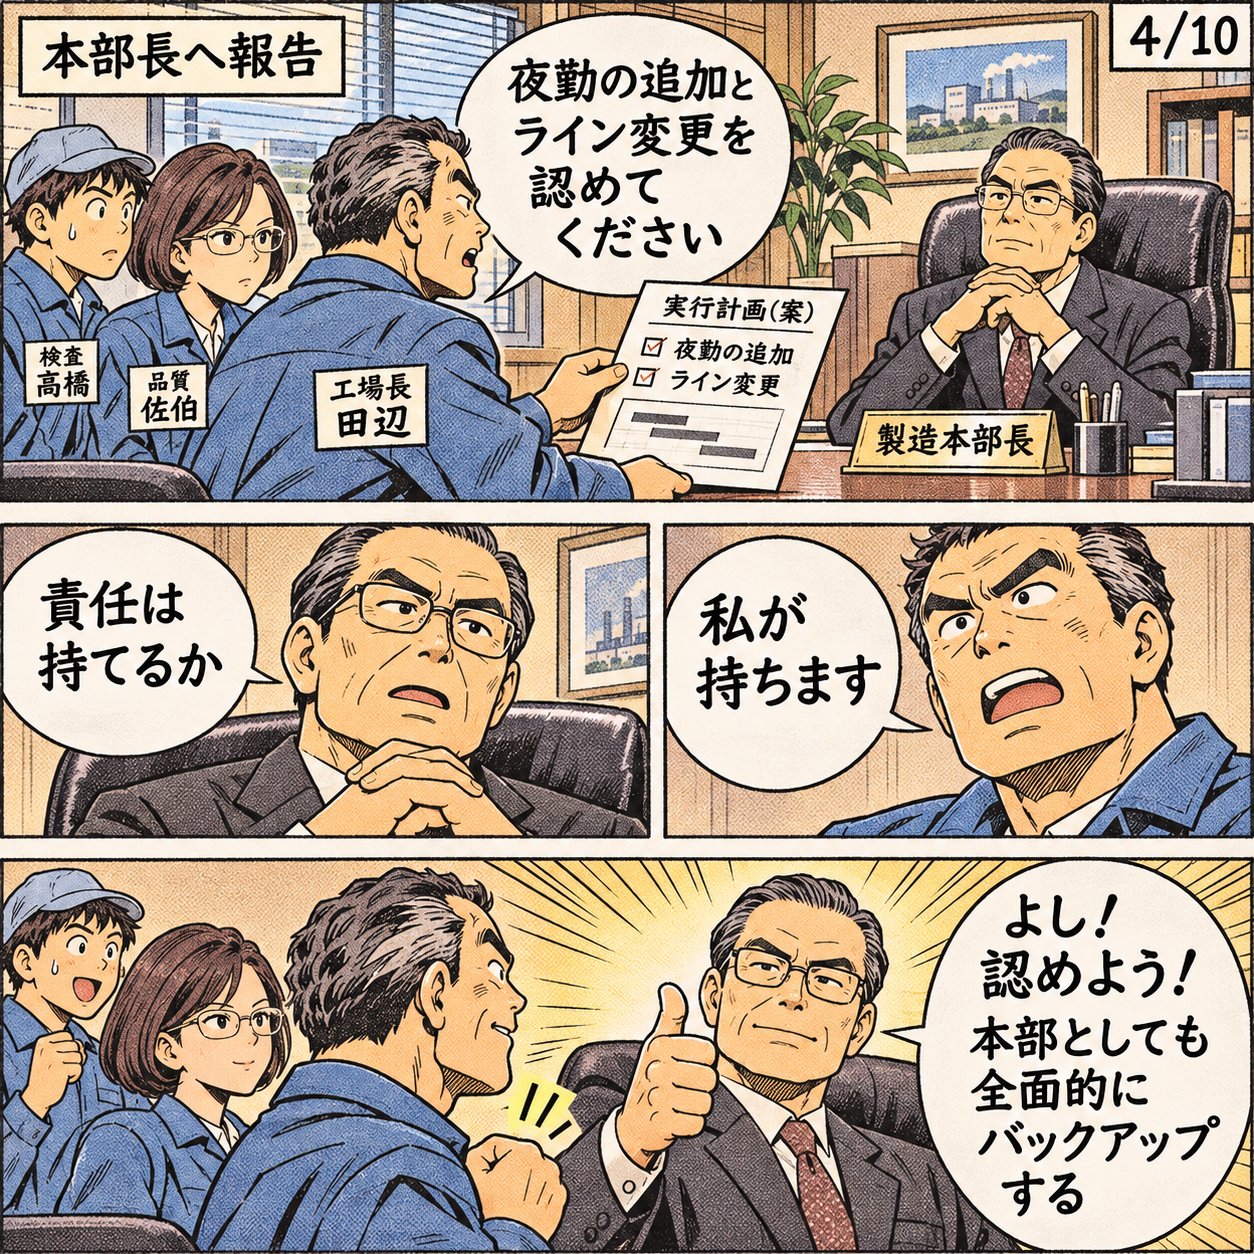 本部長へ報告
4/10
夜勤の追加と
ライン変更を
認めて
ください
実行計画(案)
夜勤の追加
ライン変更
検査
高橋
品質
佐伯
工場長
田辺
製造本部長
責任は
持てるか
私が
持ちます
よし!
認めよう!
本部としても
全面的に
バックアップ
する